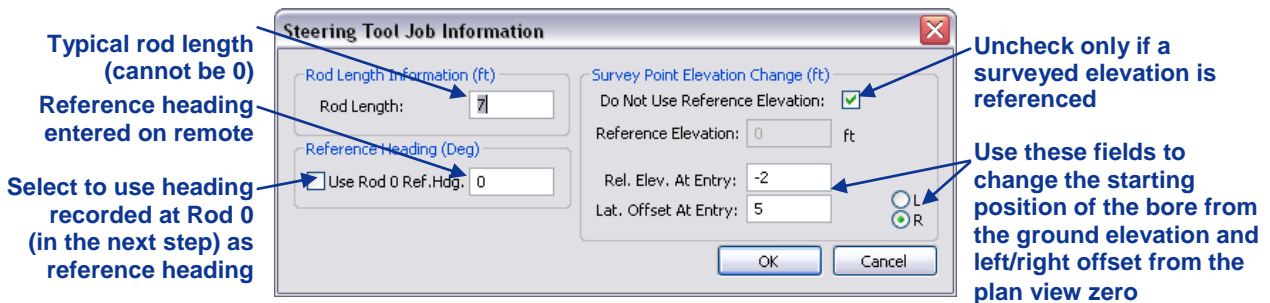 Typical rod length
(cannot be 0)
Reference heading
entered on remote
Select to use heading
recorded at Rod 0
(in the next step) as
reference heading
Steering Tool Job Information
Rod Length Information (ft)
Rod Length: 7
Reference Heading (Deg)
Use Rod 0 Ref.Hdg. 0
Survey Point Elevation Change (ft)
Do Not Use Reference Elevation:
Reference Elevation: 0 ft
Rel. Elev. At Entry: -2
Lat. Offset At Entry: 5
L
R
OK Cancel
Uncheck only if a
surveyed elevation is
referenced
Use these fields to
change the starting
position of the bore from
the ground elevation and
left/right offset from the
plan view zero